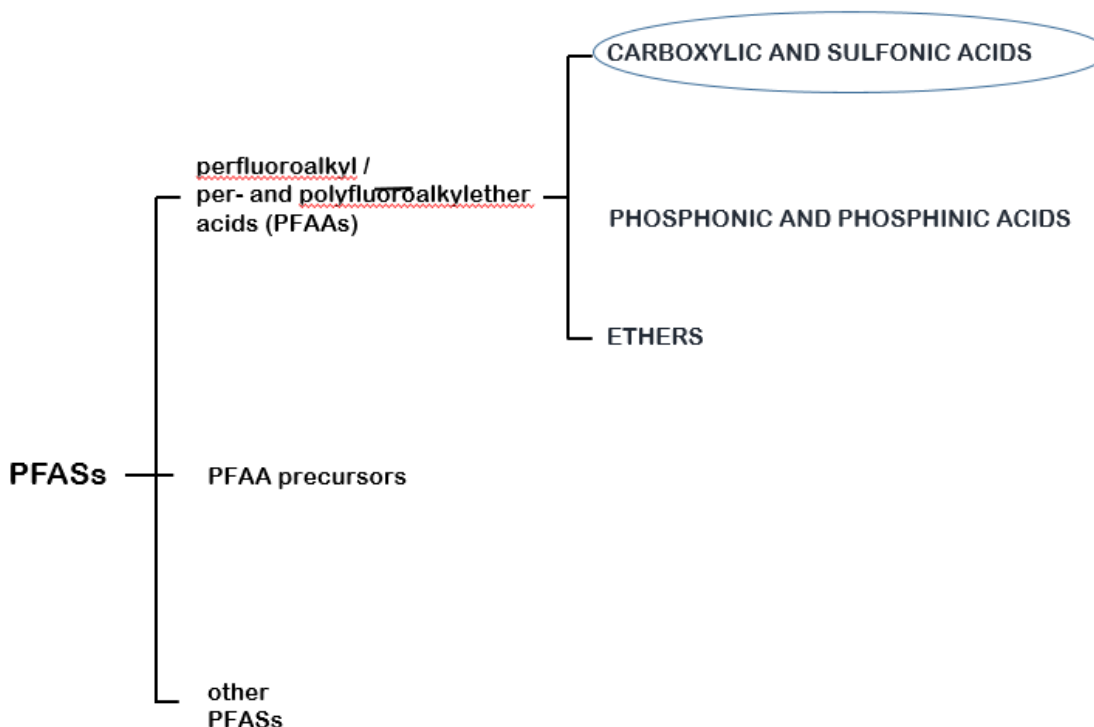 CARBOXYLIC AND SULFONIC ACIDS
perfluoroalkyl /
per- and polyfluoroalkylether
acids (PFAAs)
PHOSPHONIC AND PHOSPHINIC ACIDS
ETHERS
PFASs
PFAA precursors
other
PFASs